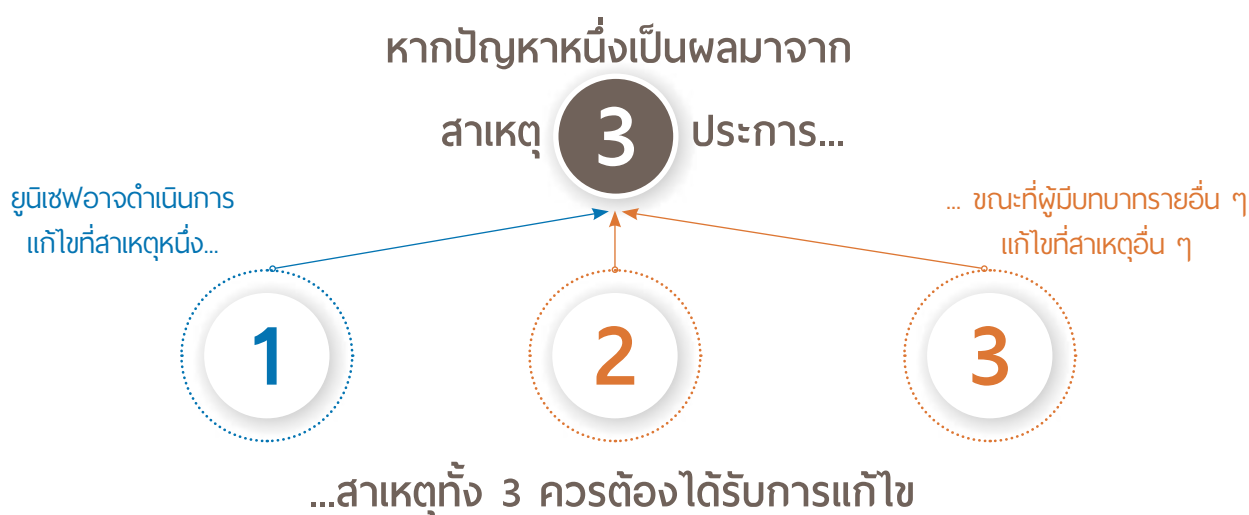 หากปัญหาหนึ่งเป็นผลมาจาก
สาเหตุ 3 ประการ...
ยูนิเซฟอาจดำเนินการ
แก้ไขที่สาเหตุหนึ่ง...
... ขณะที่ผู้มีบทบาทรายอื่น ๆ
แก้ไขที่สาเหตุอื่น ๆ
1 2 3
...สาเหตุทั้ง 3 ควรต้องได้รับการแก้ไข